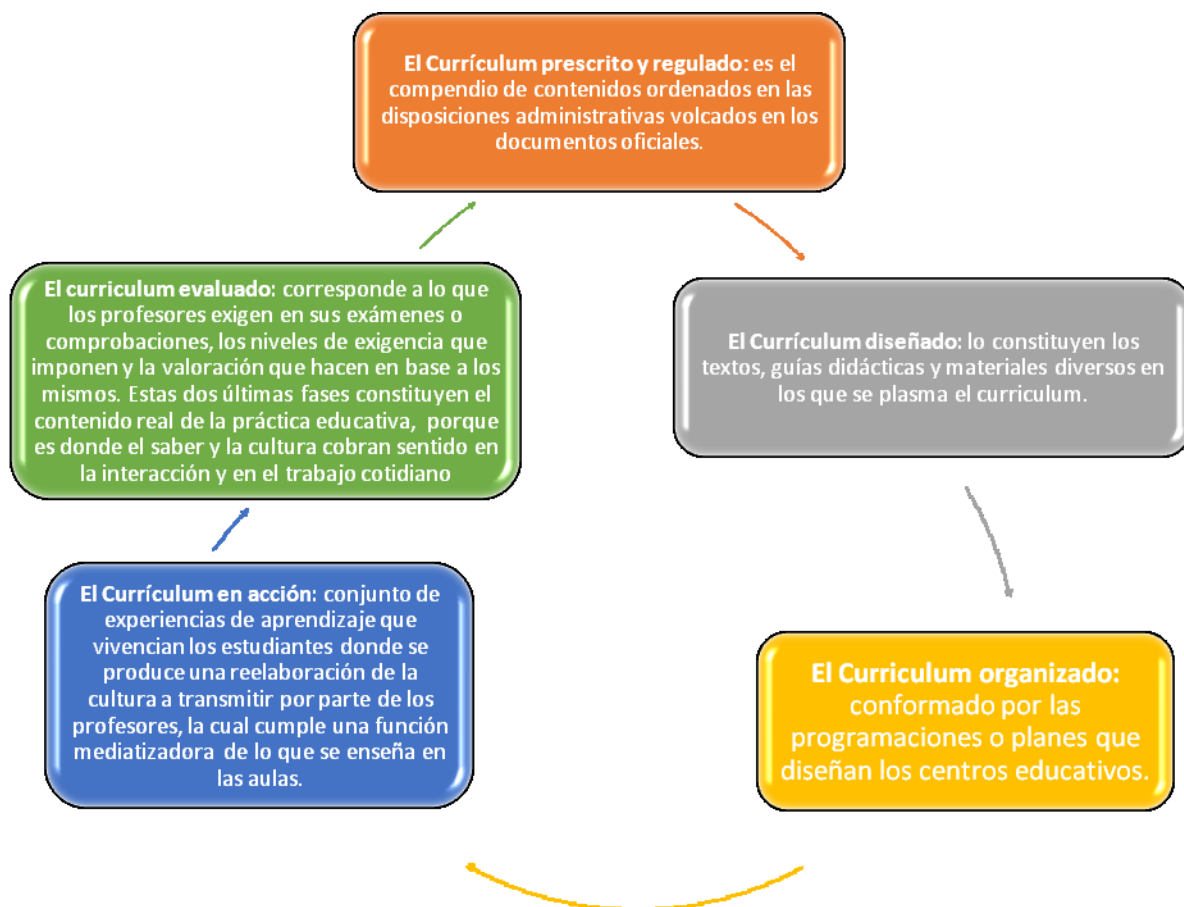 El Currículum prescrito y regulado: es el
compendio de contenidos ordenados en las
disposiciones administrativas volcados en los
documentos oficiales.
El Currículum diseñado: lo constituyen los
textos, guías didácticas y materiales diversos en
los que se plasma el curriculum.
El Curriculum organizado:
conformado por las
programaciones o planes que
diseñan los centros educativos.
El Currículum en acción: conjunto de
experiencias de aprendizaje que
vivencian los estudiantes donde se
produce una reelaboración de la
cultura a transmitir por parte de los
profesores, la cual cumple una función
mediatizadora de lo que se enseña en
las aulas.
El curriculum evaluado: corresponde a lo que
los profesores exigen en sus exámenes o
comprobaciones, los niveles de exigencia que
imponen y la valoración que hacen en base a los
mismos. Estas dos últimas fases constituyen el
contenido real de la práctica educativa, porque
es donde el saber y la cultura cobran sentido en
la interacción y en el trabajo cotidiano